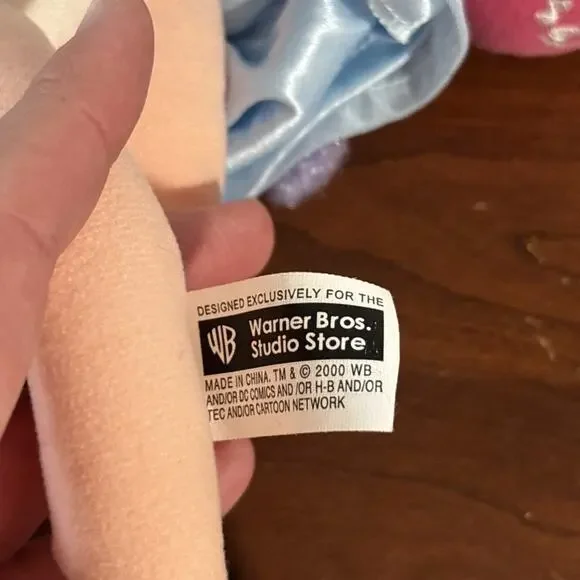 DESIGNED EXCLUSIVELY FOR THE
WB Warner Bros.
Studio Store
MADE IN CHINA. TM & © 2000 WB
AND/OR DC COMICS AND /OR H-B AND/OR
TEC AND/OR CARTOON NETWORK